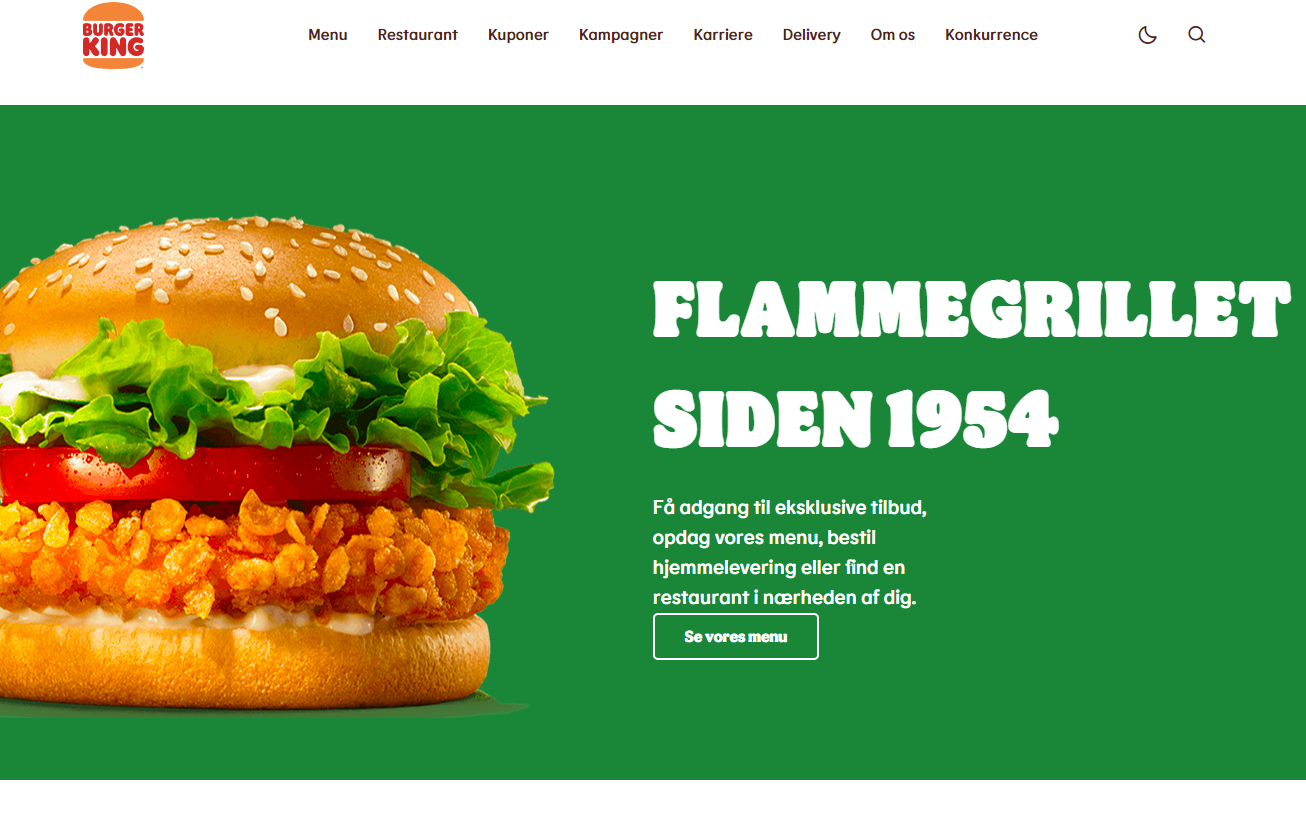 BURGER
KING
Menu Restaurant Kuponer Kampagner Karriere Delivery Om os Konkurrence
FLAMMEGRILLET
SIDEN 1954
Få adgang til eksklusive tilbud,
opdag vores menu, bestil
hjemmelevering eller find en
restaurant i nærheden af dig.
Se vores menu